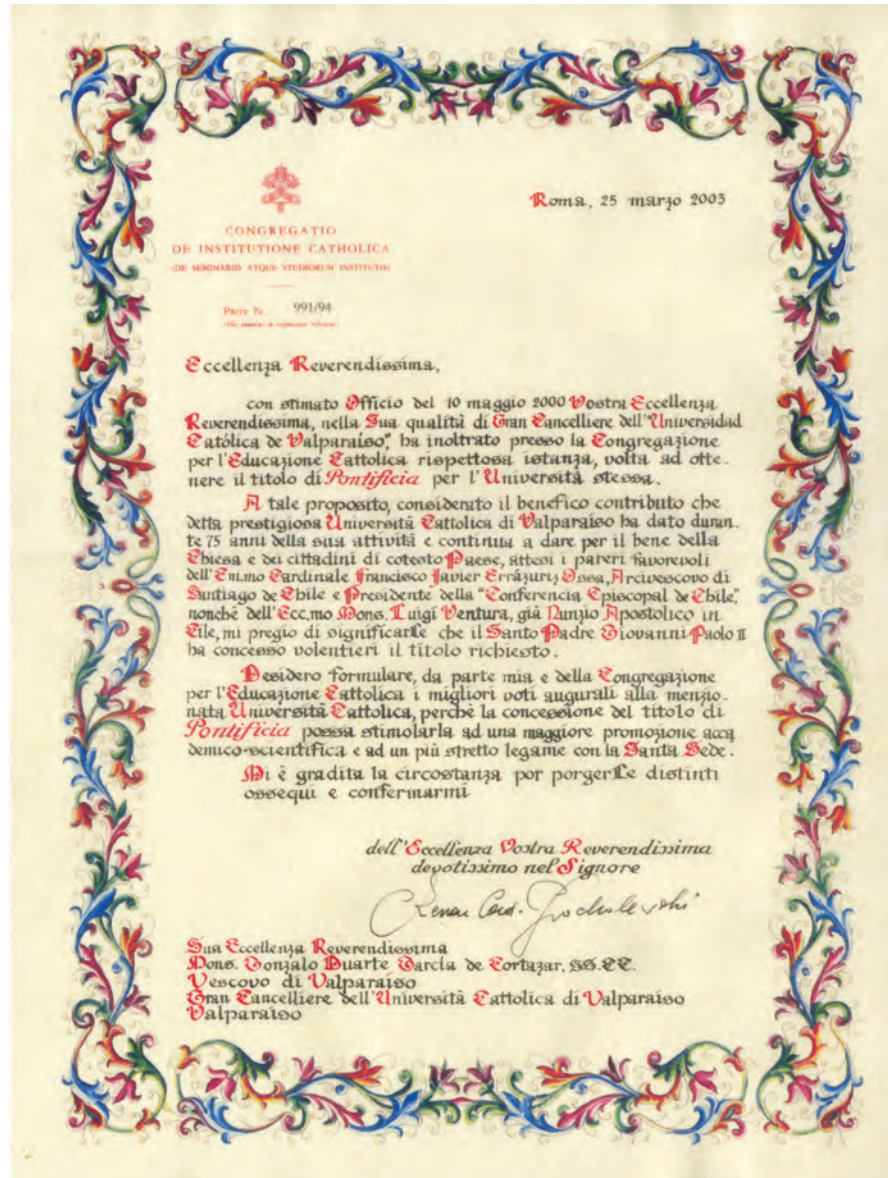 Roma, 25 marzo 2003
CONGREGATIO
DE INSTITUTIONE CATHOLICA
(DE SEMINARIIS ATQUE STUDIORUM INSTITUTIS)
PROT. N. 991/94
Eccellenza Reverendissima,
con stimato Officio del 10 maggio 2000 Vostra Eccellenza
Reverendissima, nella Sua qualità di Gran Cancelliere dell'"Universidad
Católica de Valparaíso", ha inoltrato presso la Congregazione
per l'Educazione Cattolica rispettosa istanza, volta ad otte-
nere il titolo di Pontificia per l'Università stessa.
A tale proposito, considerato il benefico contributo che
detta prestigiosa Università Cattolica di Valparaíso ha dato duran-
te 75 anni della sua attività e continua a dare per il bene della
Chiesa e dei cittadini di cotesto Paese, attesi i pareri favorevoli
dell'Em.mo Cardinale Francisco Javier Errázuriz Ossa, Arcivescovo di
Santiago de Chile e Presidente della "Conferencia Episcopal de Chile",
nonchè dell'Ecc.mo Mons. Luigi Ventura, già Nunzio Apostolico in
Cile, mi pregio di significarLe che il Santo Padre Giovanni Paolo II
ha concesso volentieri il titolo richiesto.
Desidero formulare, da parte mia e della Congregazione
per l'Educazione Cattolica i migliori voti augurali alla menzio-
nata Università Cattolica, perchè la concessione del titolo di
Pontificia possa stimolarla ad una maggiore promozione acca
demico-scientifica e ad un più stretto legame con la Santa Sede.
Mi è gradita la circostanza por porgerLe distinti
ossequi e confermarmi
dell'Eccellenza Vostra Reverendissima
devotissimo nel Signore
Zenon Card. Grocholewski
Sua Eccellenza Reverendissima
Mons. Gonzalo Duarte García de Cortazar, SS.CC.
Vescovo di Valparaíso
Gran Cancelliere dell'Università Cattolica di Valparaíso
Valparaíso